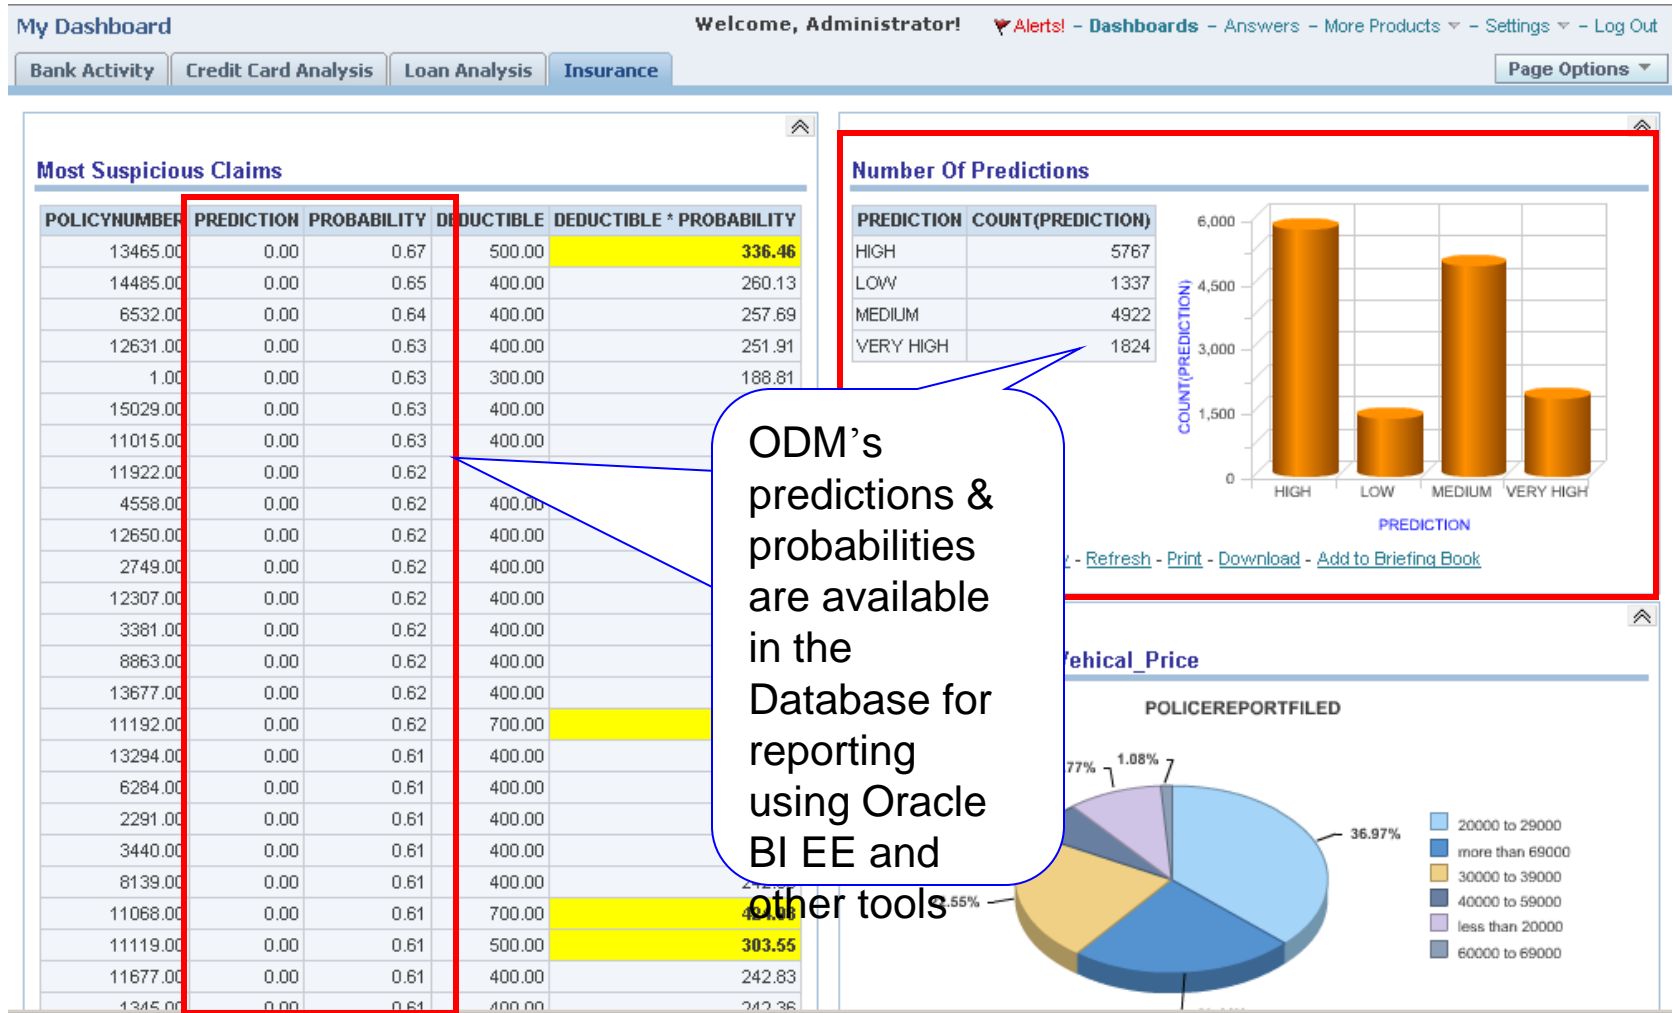 My Dashboard
Welcome, Administrator! Alerts! – Dashboards – Answers – More Products – Settings – Log Out
Bank Activity Credit Card Analysis Loan Analysis Insurance
Page Options
Most Suspicious Claims
POLICYNUMBER PREDICTION PROBABILITY DEDUCTIBLE DEDUCTIBLE * PROBABILITY
13465.00 0.00 0.67 500.00 336.46
14485.00 0.00 0.65 400.00 260.13
6532.00 0.00 0.64 400.00 257.69
12631.00 0.00 0.63 400.00 251.91
1.00 0.00 0.63 300.00 188.81
15029.00 0.00 0.63 400.00
11015.00 0.00 0.63 400.00
11922.00 0.00 0.62
4558.00 0.00 0.62 400.00
12650.00 0.00 0.62 400.00
2749.00 0.00 0.62 400.00
12307.00 0.00 0.62 400.00
3381.00 0.00 0.62 400.00
8863.00 0.00 0.62 400.00
13677.00 0.00 0.62 400.00
11192.00 0.00 0.62 700.00
13294.00 0.00 0.61 400.00
6284.00 0.00 0.61 400.00
2291.00 0.00 0.61 400.00
3440.00 0.00 0.61 400.00
8139.00 0.00 0.61 400.00
11068.00 0.00 0.61 700.00
11119.00 0.00 0.61 500.00 303.55
11677.00 0.00 0.61 400.00 242.83
1345.00 0.00 0.61 400.00 242.36
ODM's
predictions &
probabilities
are available
in the
Database for
reporting
using Oracle
BI EE and
other tools
Number Of Predictions
PREDICTION COUNT(PREDICTION)
HIGH 5767
LOW 1337
MEDIUM 4922
VERY HIGH 1824
COUNT(PREDICTION)
6,000
4,500
3,000
1,500
0
HIGH LOW MEDIUM VERY HIGH
PREDICTION
- Refresh - Print - Download - Add to Briefing Book
Vehical_Price
POLICEREPORTFILED
1.08%
36.97%
20000 to 29000
more than 69000
30000 to 39000
40000 to 59000
less than 20000
60000 to 69000